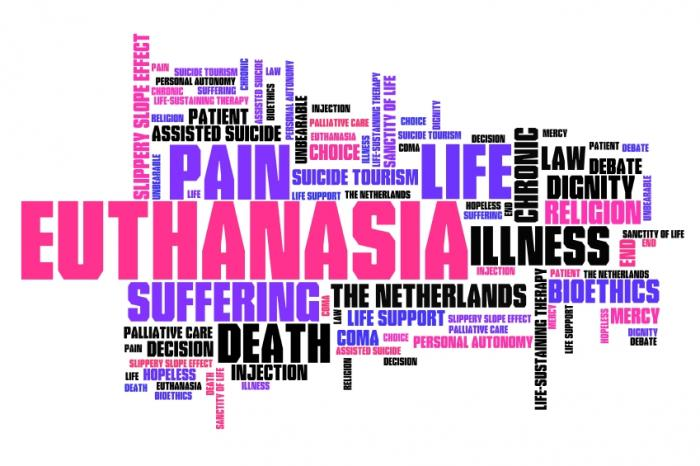 SLIPPERY SLOPE EFFECT
PAIN
SUICIDE TOURISM
CHRONIC
ASSISTED SUICIDE
LAW
PERSONAL AUTONOMY
PERSONAL AUTONOMY
CHRONIC
SUFFERING
BIOETHICS
LIFE-SUSTAINING THERAPY
UNBEARABLE
INJECTION
LIFE-SUSTAINING THERAPY
SANCTITY OF LIFE
RELIGION
PATIENT
PALLIATIVE CARE
CHOICE
DIGNITY
ASSISTED SUICIDE
EUTHANASIA
ILLNESS
SUICIDE TOURISM
DECISION
CHRONIC
MERCY
UNBEARABLE
PAIN
CHOICE
COMA
LIFE
LAW
PATIENT
DEBATE
DEBATE
SUICIDE TOURISM
DIGNITY
UNBEARABLE
LIFE
LIFE SUPPORT
THE NETHERLANDS
HOPELESS
SUFFERING
END
RELIGION
EUTHANASIA
ILLNESS
END
SANCTITY OF LIFE
END
INJECTION
LIFE-SUSTAINING THERAPY
PATIENT
THE NETHERLANDS
SUFFERING
COMA
THE NETHERLANDS
BIOETHICS
LAW
LIFE SUPPORT
SLIPPERY SLOPE EFFECT
MERCY
LIFE SUPPORT
HOPELESS
MERCY
PALLIATIVE CARE
DEATH
COMA
CHOICE
PALLIATIVE CARE
PERSONAL AUTONOMY
DIGNITY
DEBATE
PAIN
DECISION
ASSISTED SUICIDE
SLIPPERY SLOPE EFFECT
RELIGION
DECISION
LIFE
HOPELESS
DEATH
INJECTION
DEATH
EUTHANASIA
SANCTITY OF LIFE
ILLNESS
BIOETHICS